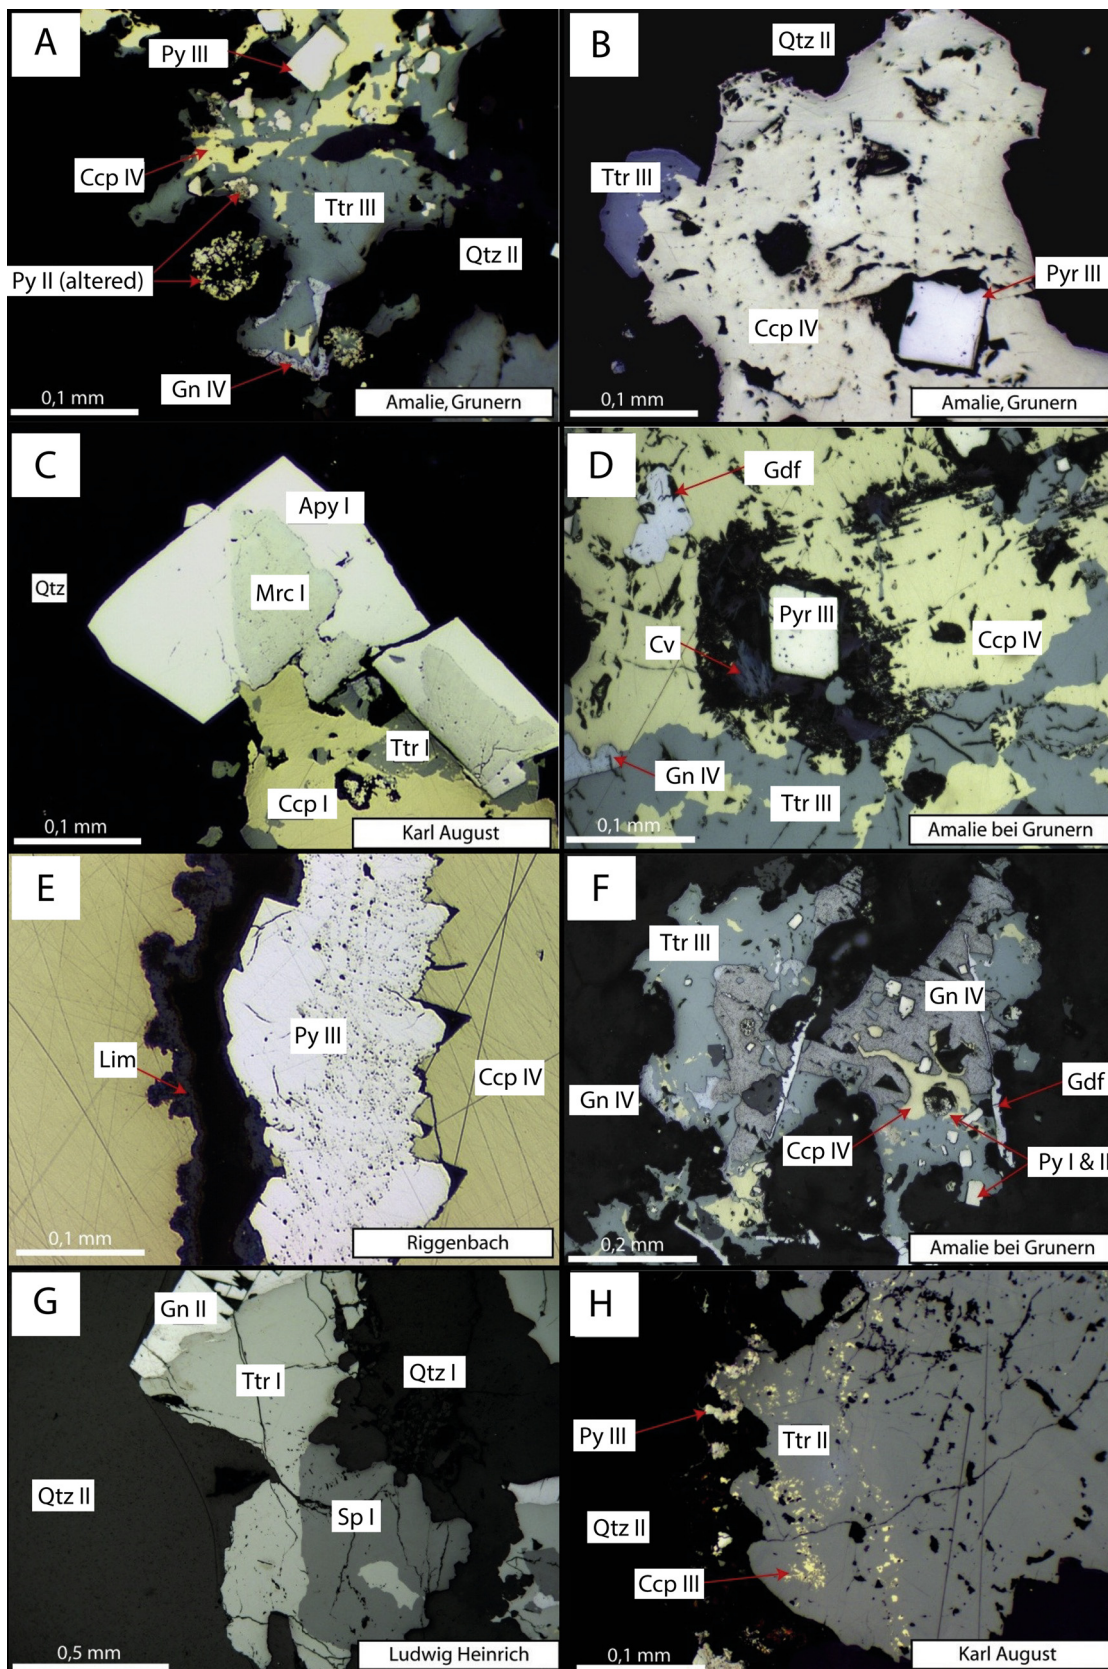 A
Py III
Ccp IV
Ttr III
Qtz II
Py II (altered)
Gn IV
0,1 mm
Amalie, Grunern
B
Qtz II
Ttr III
Pyr III
Ccp IV
0,1 mm
Amalie, Grunern
C
Apy I
Qtz
Mrc I
Ttr I
Ccp I
0,1 mm
Karl August
D
Gdf
Pyr III
Ccp IV
Cv
Gn IV
Ttr III
0,1 mm
Amalie bei Grunern
E
Py III
Lim
Ccp IV
0,1 mm
Riggenbach
F
Ttr III
Gn IV
Gn IV
Gdf
Ccp IV
Py I & II
0,2 mm
Amalie bei Grunern
G
Gn II
Ttr I
Qtz I
Qtz II
Sp I
0,5 mm
Ludwig Heinrich
H
Py III
Ttr II
Qtz II
Ccp III
0,1 mm
Karl August